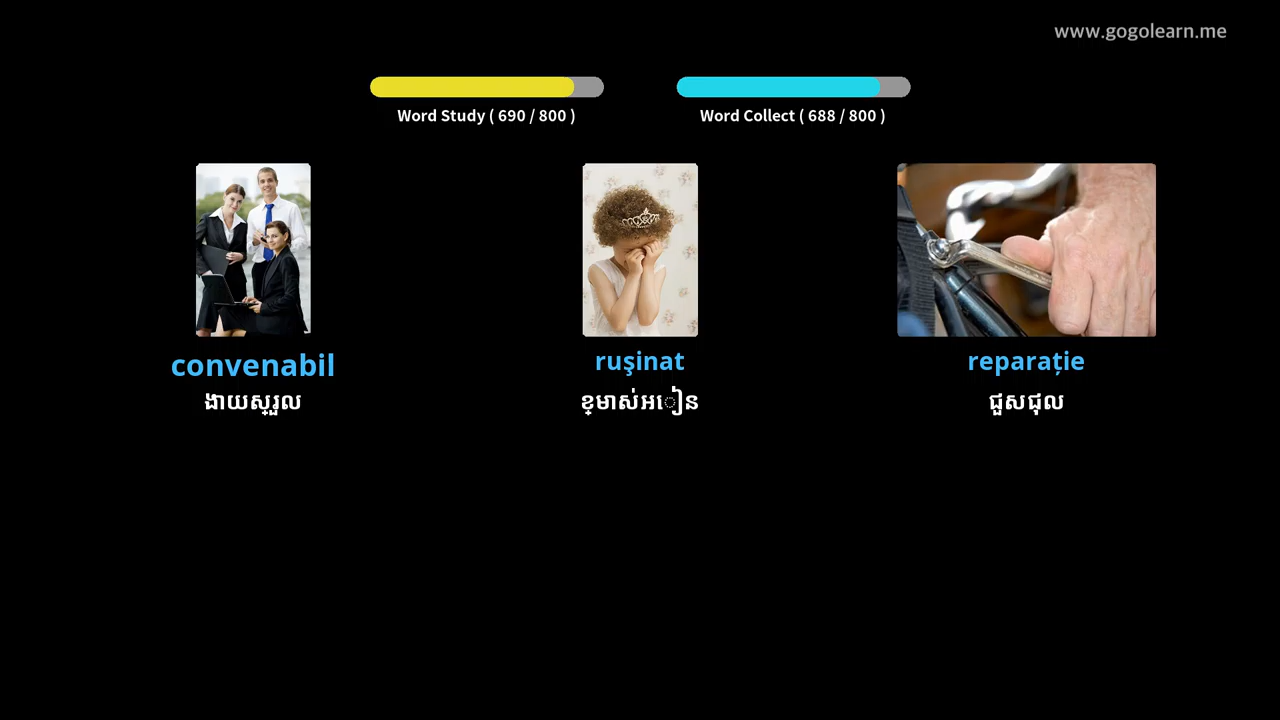 www.gogolearn.me
Word Study ( 690 / 800 )
Word Collect ( 688 / 800 )
convenabil
ងាយស្រួល
ruşinat
ខ្មាស់អៀន
reparație
ជួសជុល